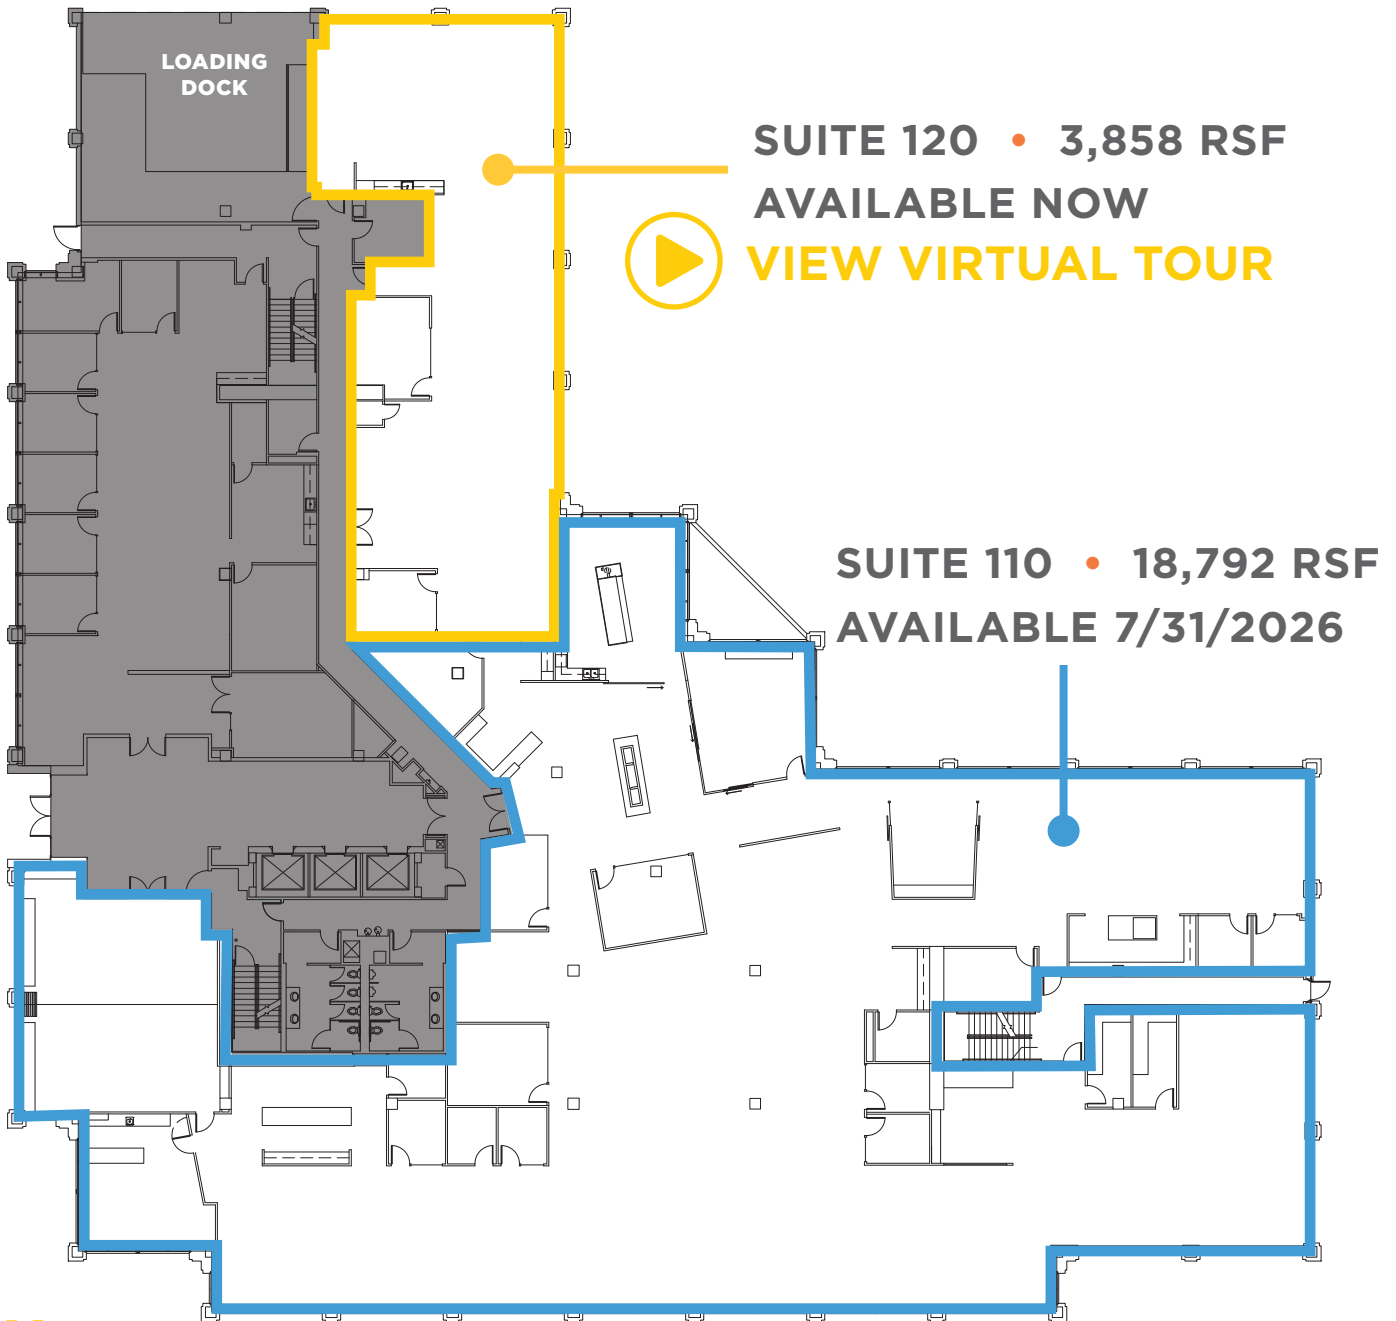 LOADING
DOCK
SUITE 120 • 3,858 RSF
AVAILABLE NOW
VIEW VIRTUAL TOUR
SUITE 110 • 18,792 RSF
AVAILABLE 7/31/2026